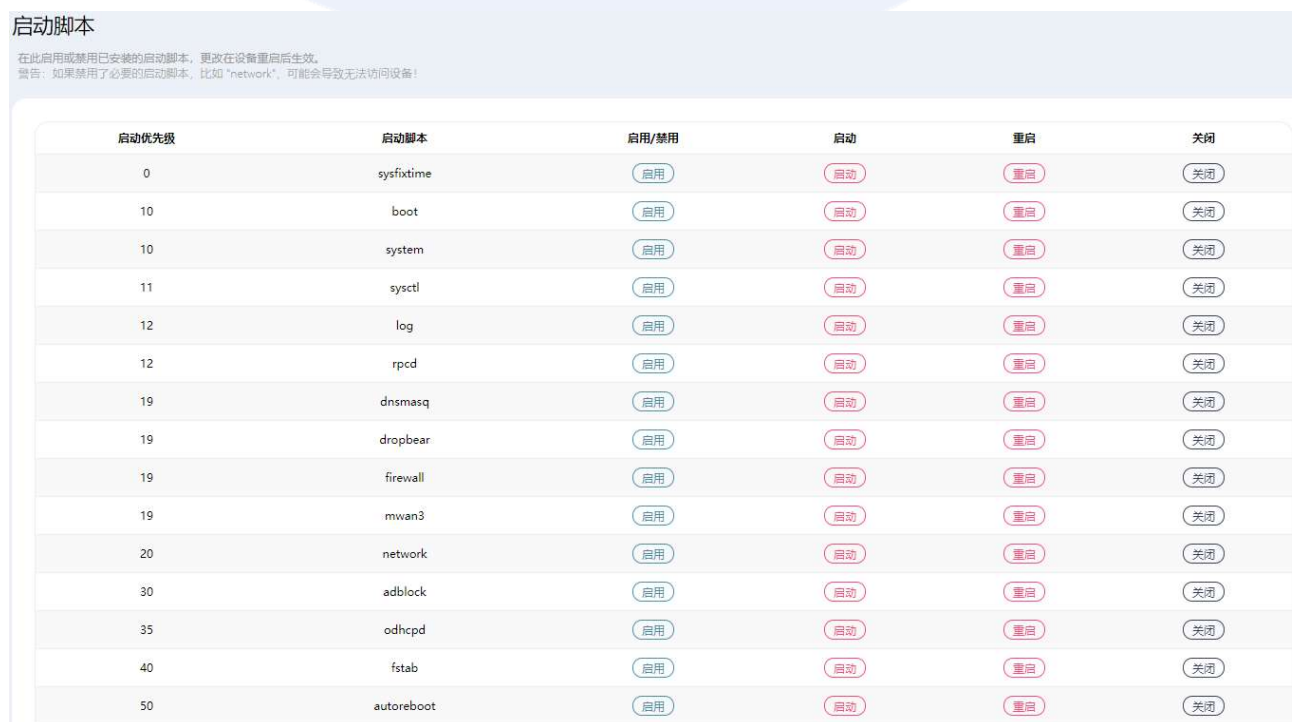 启动脚本
在此启用或禁用已安装的启动脚本，更改在设备重启后生效。
警告：如果禁用了必要的启动脚本，比如 "network"，可能会导致无法访问设备！
启动优先级 启动脚本 启用/禁用 启动 重启 关闭
0 sysfixtime 启用 启动 重启 关闭
10 boot 启用 启动 重启 关闭
10 system 启用 启动 重启 关闭
11 sysctl 启用 启动 重启 关闭
12 log 启用 启动 重启 关闭
12 rpcd 启用 启动 重启 关闭
19 dnsmasq 启用 启动 重启 关闭
19 dropbear 启用 启动 重启 关闭
19 firewall 启用 启动 重启 关闭
19 mwan3 启用 启动 重启 关闭
20 network 启用 启动 重启 关闭
30 adblock 启用 启动 重启 关闭
35 odhcpd 启用 启动 重启 关闭
40 fstab 启用 启动 重启 关闭
50 autoreboot 启用 启动 重启 关闭